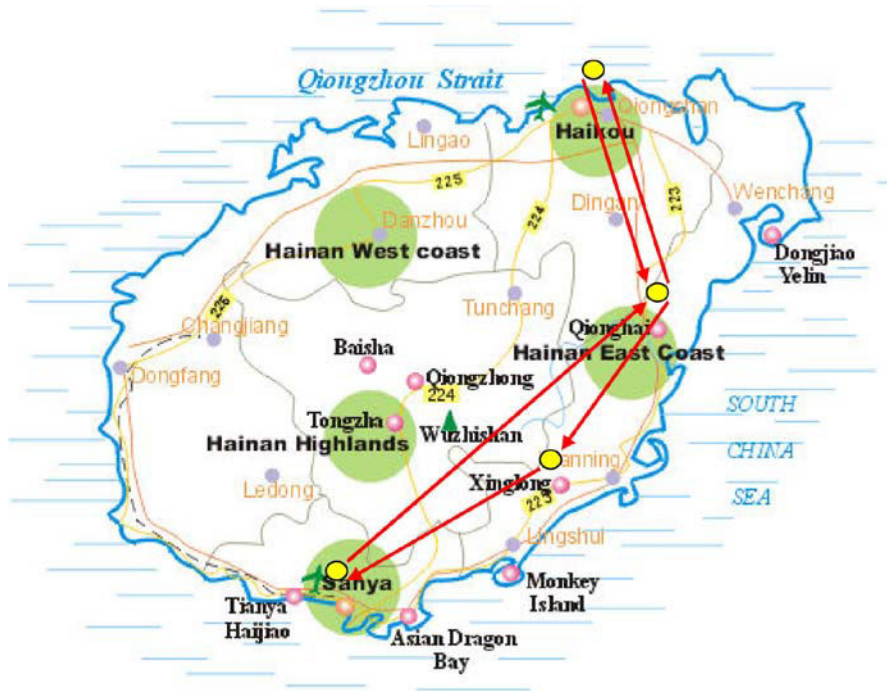 Qiongzhou Strait
Qiongshan
Haikou
Lingao
225
224
223
Dingan
Wenchang
Danzhou
Hainan West coast
Dongjiao
Yelin
Tunchang
226
Changjiang
Qionghai
Hainan East Coast
Baisha
Dongfang
Qiongzhong
224
SOUTH
Tongzha
Wuzhishan
Hainan Highlands
CHINA
anning
Ledong
Xinglong
SEA
223
Lingshui
Sanya
Monkey
Island
Tianya
Haijiao
Asian Dragon
Bay